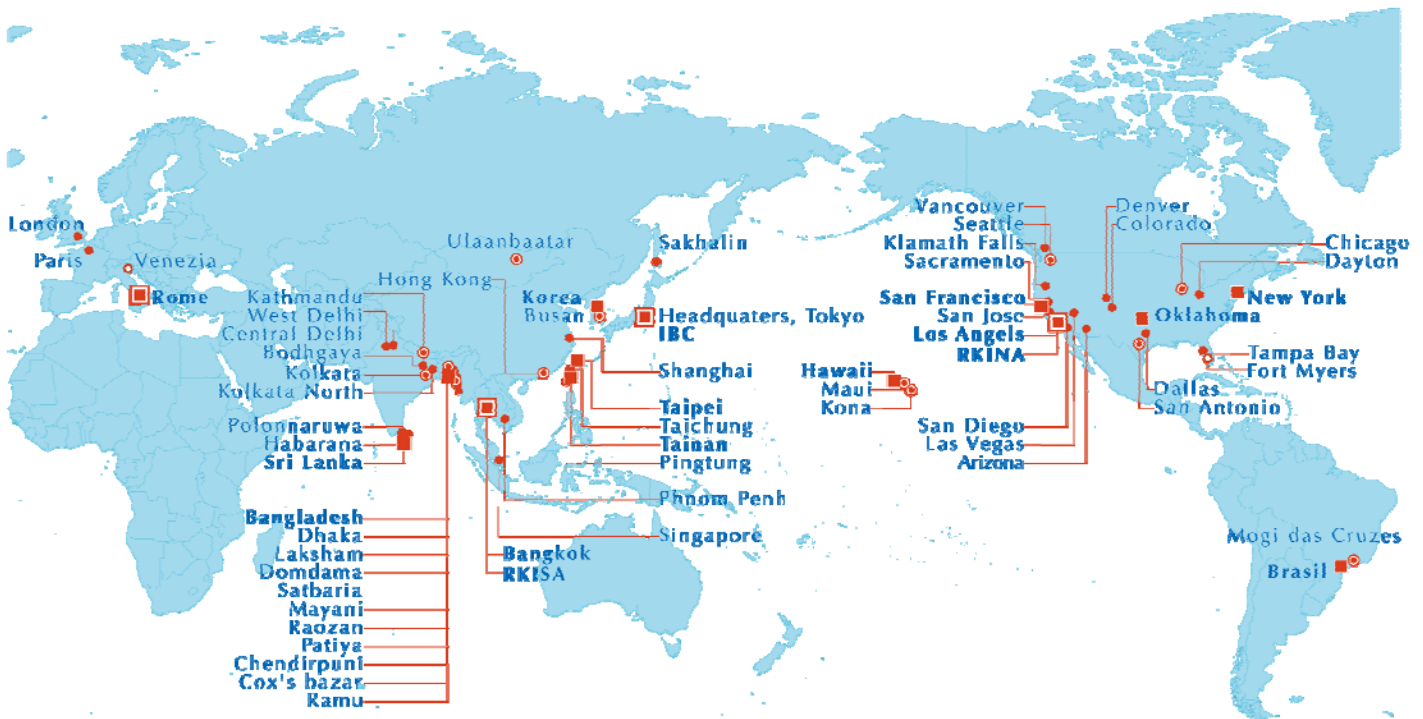 London
Paris
Venezia
Rome
Ulaanbaatar
Hong Kong
Kathmandu
West Delhi
Central Delhi
Bodhgaya
Kolkata
Kolkata North
Polonnaruwa
Habarana
Sri Lanka
Bangladesh
Dhaka
Laksham
Domdama
Satbaria
Mayani
Raozan
Patiya
Chendirpuni
Cox's bazar
Ramu
Korea
Busan
Sakhalin
Headquaters, Tokyo
IBC
Shanghai
Taipei
Taichung
Tainan
Pingtung
Phnom Penh
Singapore
Bangkok
RKISA
Vancouver
Seattle
Klamath Falls
Sacramento
San Francisco
San Jose
Los Angels
RKINA
Hawaii
Maui
Kona
San Diego
Las Vegas
Arizona
Denver
Colorado
Chicago
Dayton
New York
Oklahoma
Tampa Bay
Fort Myers
Dallas
San Antonio
Mogi das Cruzes
Brasil